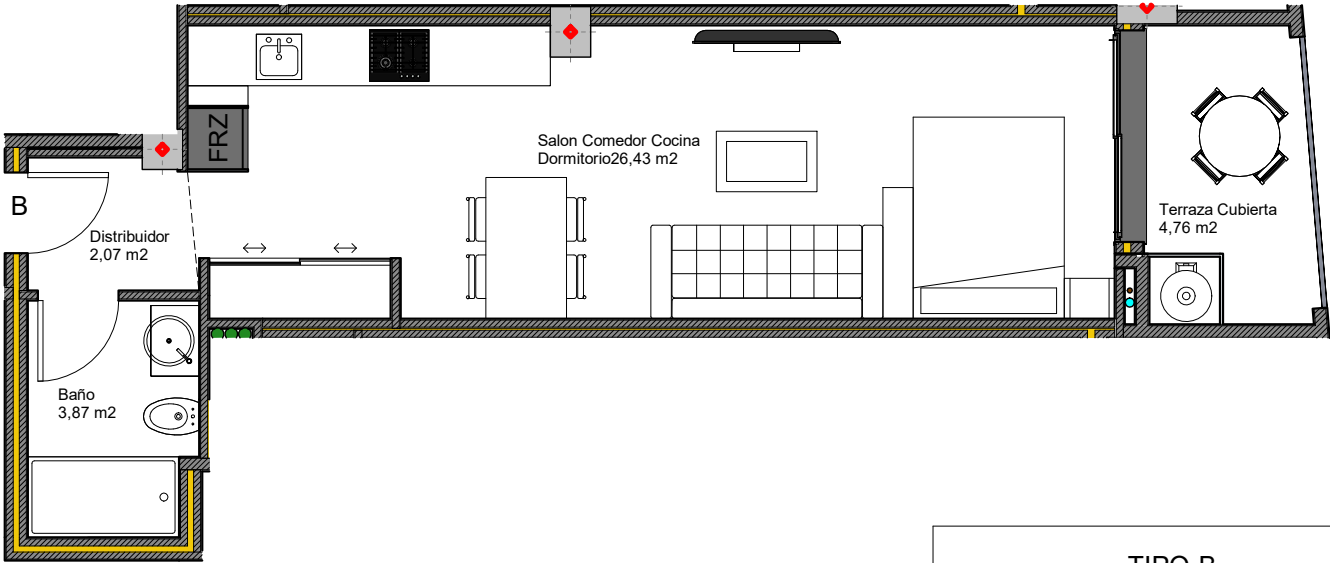 FRZ
Salon Comedor Cocina
Dormitorio26,43 m2
B
Distribuidor
2,07 m2
Terraza Cubierta
4,76 m2
Baño
3,87 m2
TIPO B